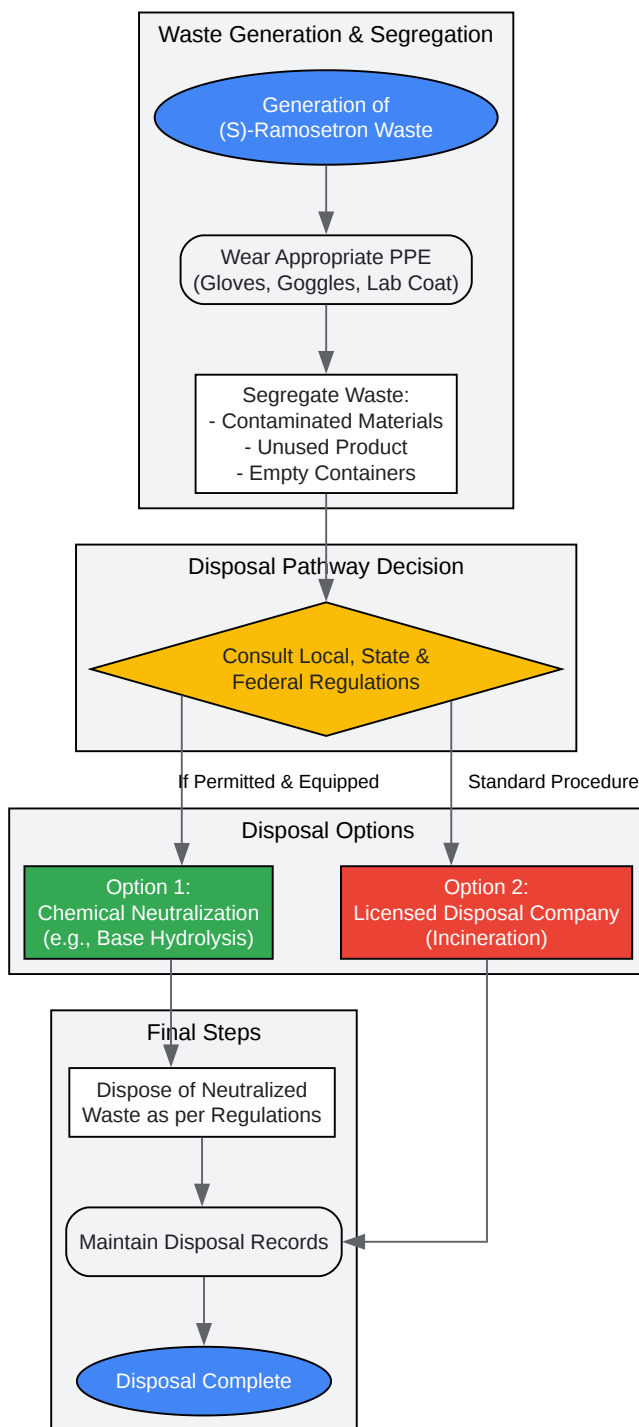 Waste Generation & Segregation
Generation of
(S)-Ramosetron Waste
Wear Appropriate PPE
(Gloves, Goggles, Lab Coat)
Segregate Waste:
- Contaminated Materials
- Unused Product
- Empty Containers
Disposal Pathway Decision
Consult Local, State &
Federal Regulations
If Permitted & Equipped
Standard Procedure
Disposal Options
Option 1:
Chemical Neutralization
(e.g., Base Hydrolysis)
Option 2:
Licensed Disposal Company
(Incineration)
Final Steps
Dispose of Neutralized
Waste as per Regulations
Maintain Disposal Records
Disposal Complete